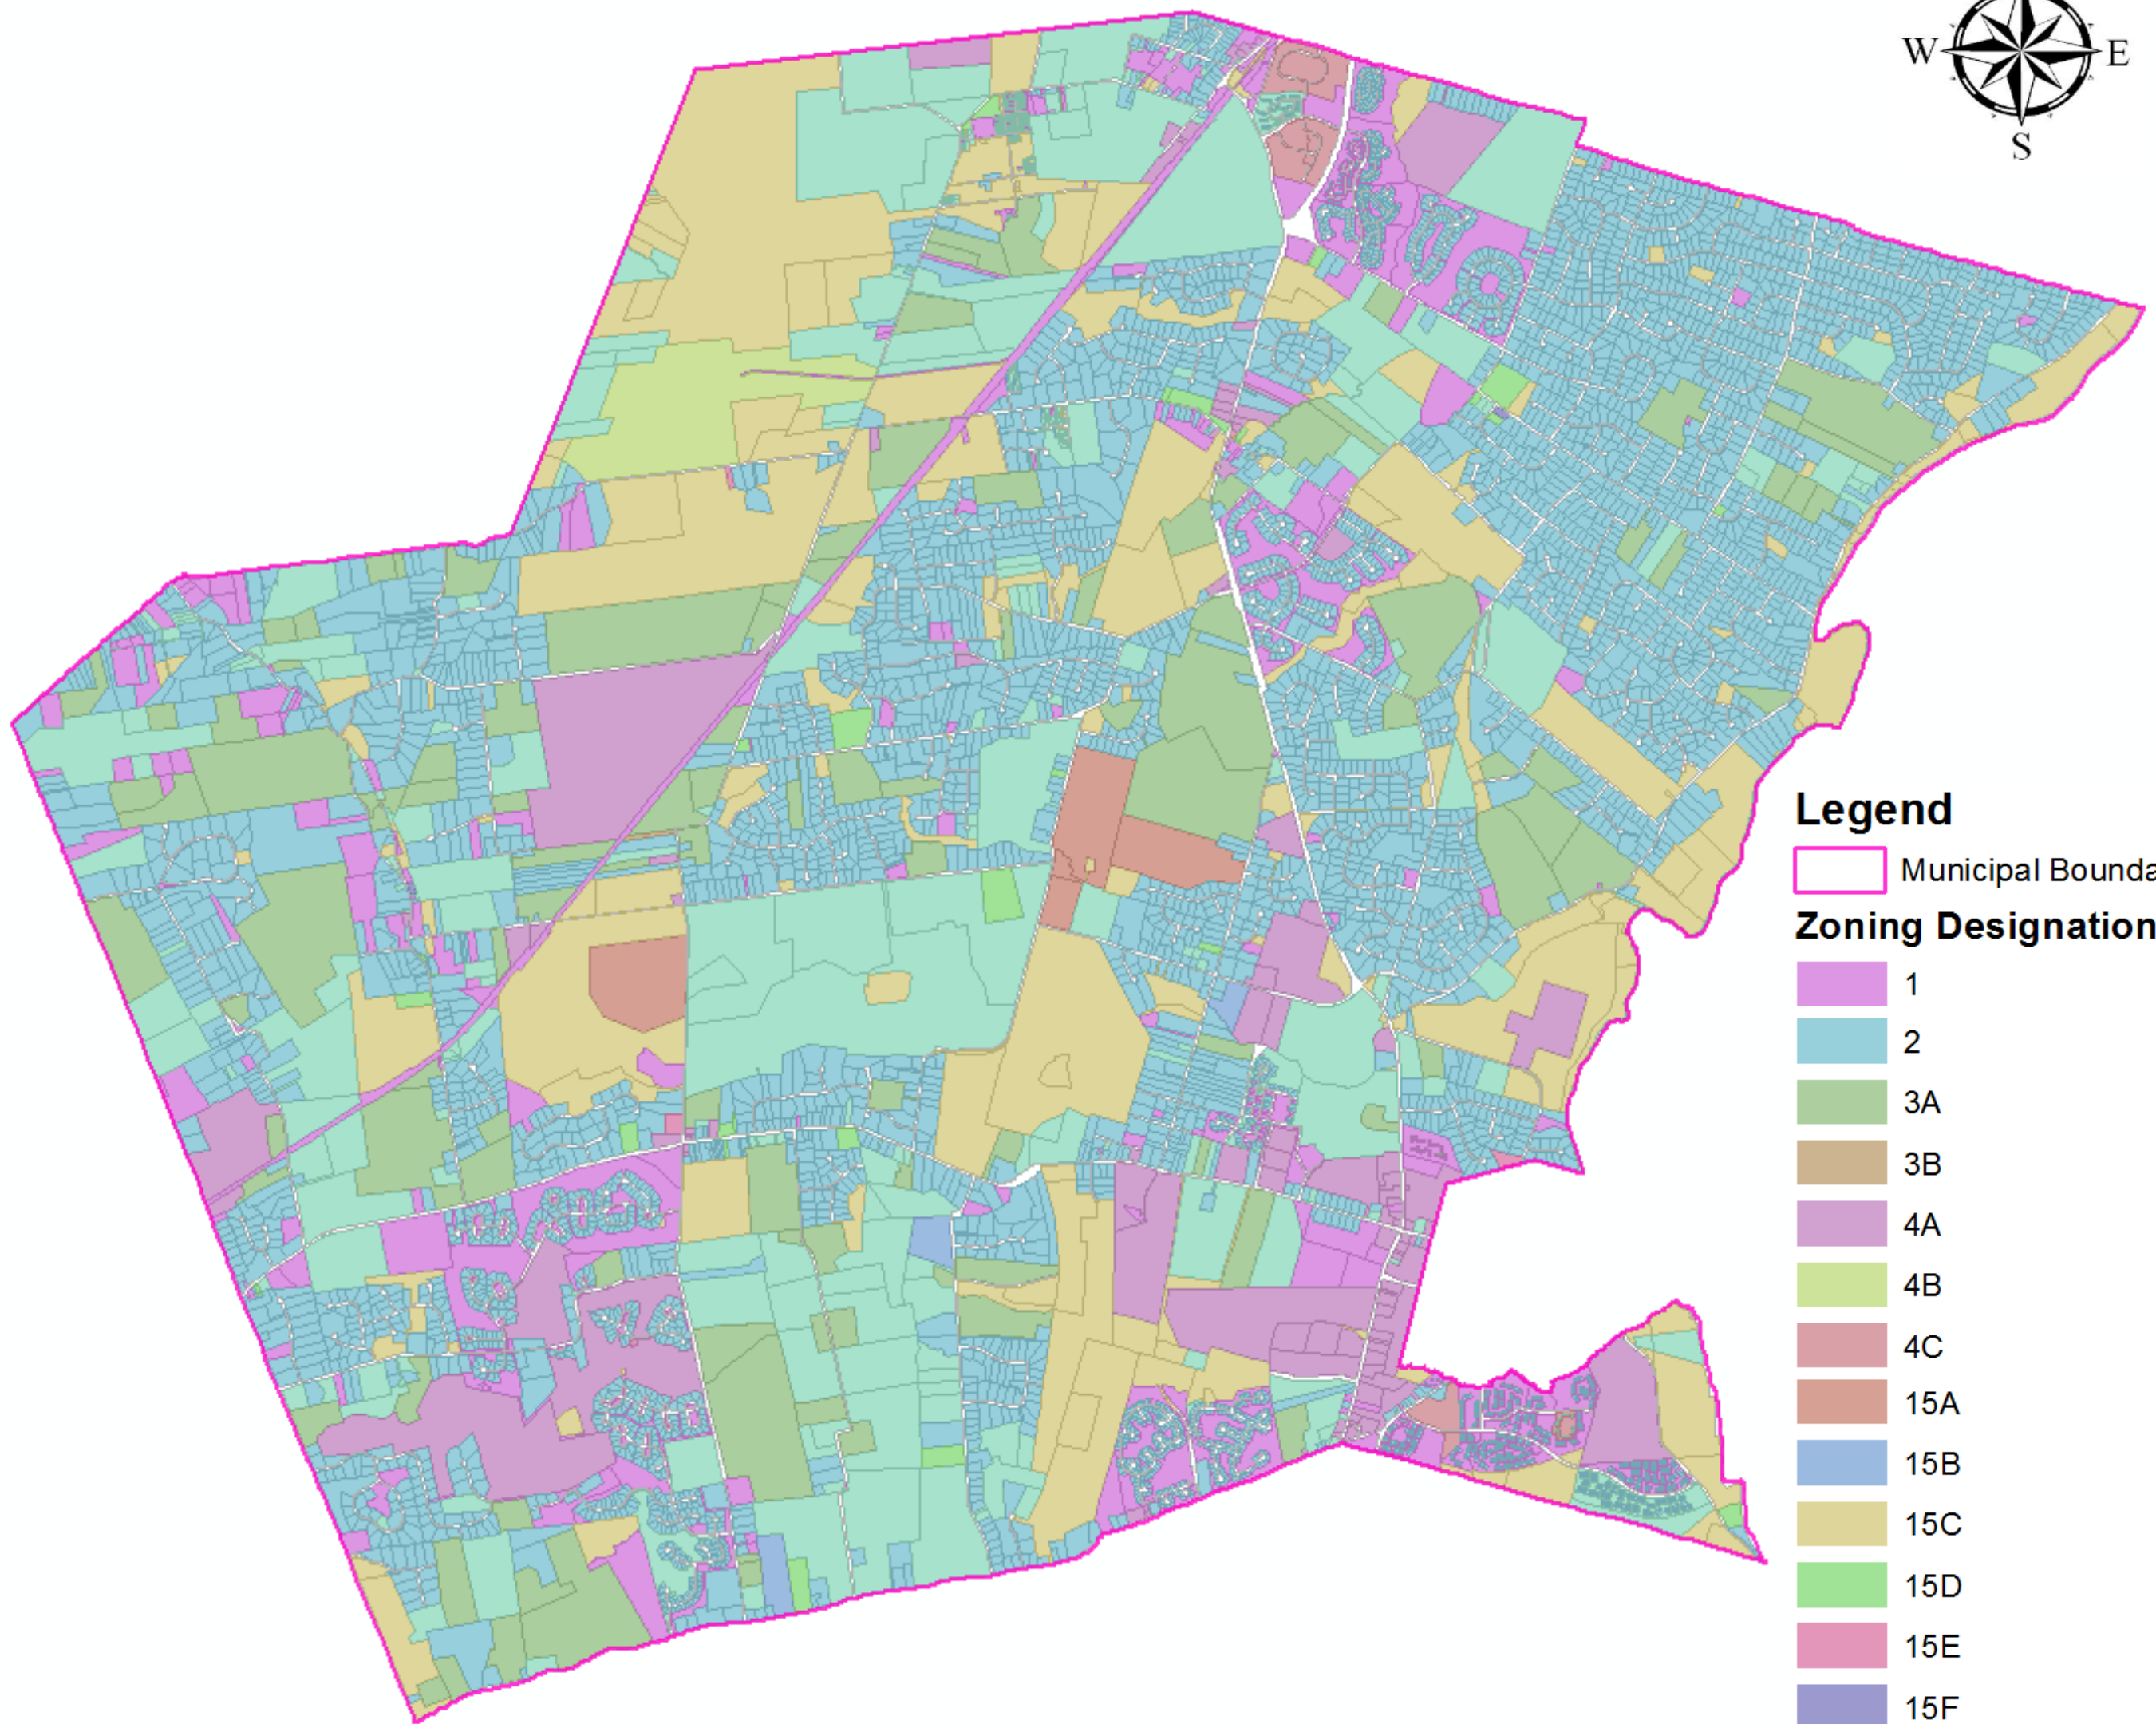 W E
S
Legend
Municipal Bounda
Zoning Designation
1
2
3A
3B
4A
4B
4C
15A
15B
15C
15D
15E
15F